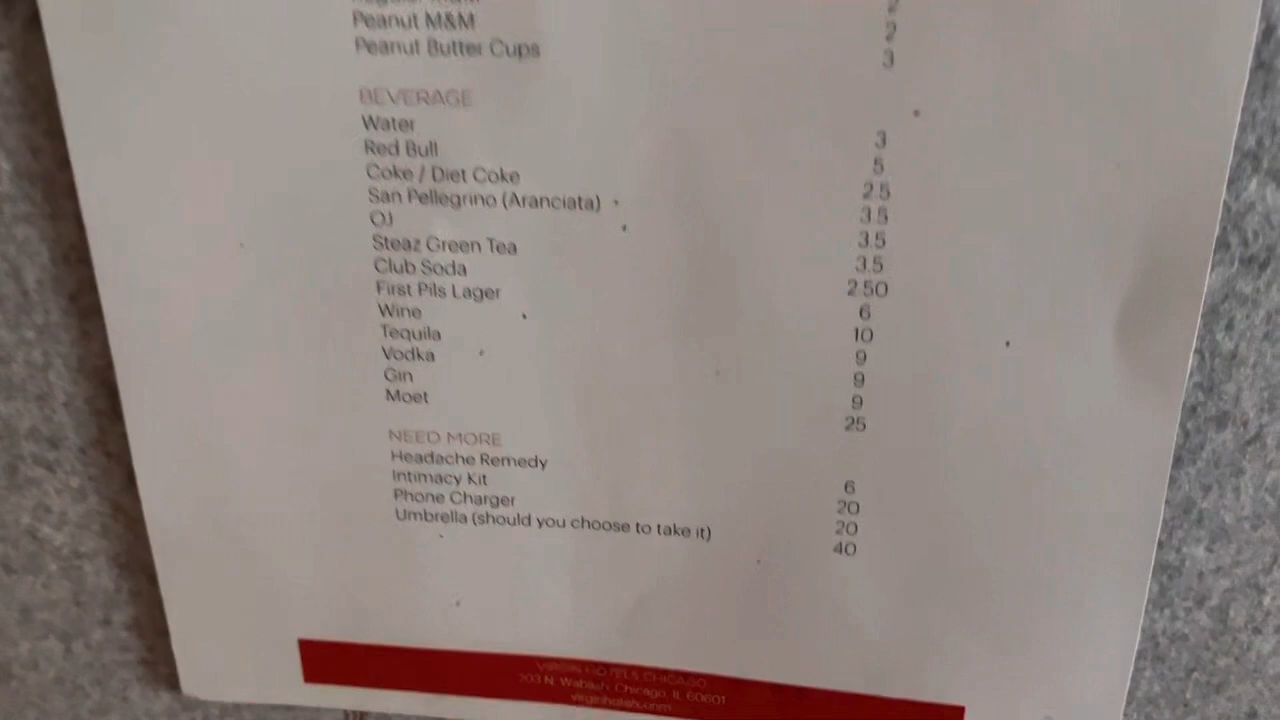 Peanut M&M 2
Peanut Butter Cups 3
BEVERAGE
Water 3
Red Bull 5
Coke / Diet Coke 2.5
San Pellegrino (Aranciata) 3.5
OJ 3.5
Steaz Green Tea 3.5
Club Soda 2.50
First Pils Lager 6
Wine 10
Tequila 9
Vodka 9
Gin 9
Moet 25
NEED MORE
Headache Remedy 6
Intimacy Kit 20
Phone Charger 20
Umbrella (should you choose to take it) 40
VIRGIN HOTELS CHICAGO
203 N. Wabash, Chicago, IL 60601
virginhotels.com